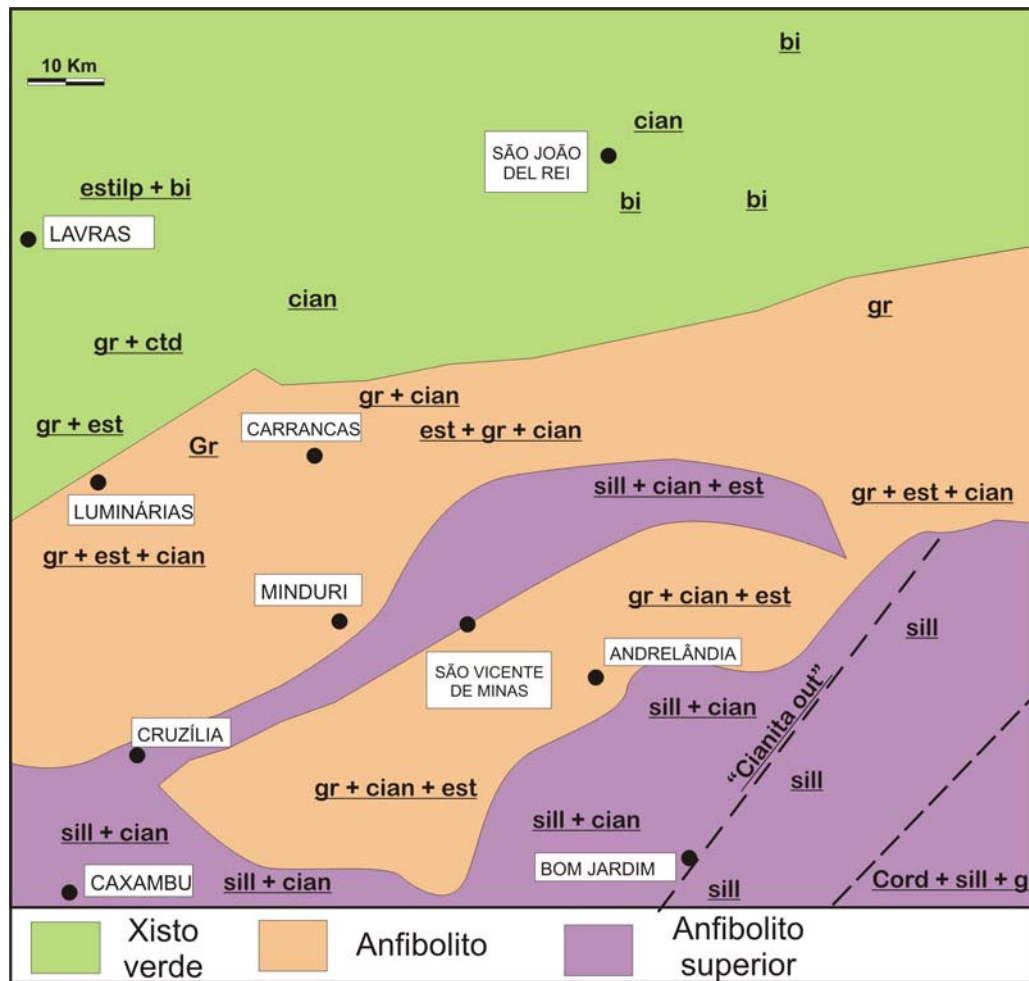 bi
10 Km
cian
SÃO JOÃO
DEL REI
estilp + bi
bi
bi
LAVRAS
cian
gr
gr + ctd
gr + cian
gr + est
CARRANCAS
est + gr + cian
Gr
sill + cian + est
gr + est + cian
LUMINÁRIAS
gr + est + cian
MINDURI
gr + cian + est
sill
ANDRELÂNDIA
SÃO VICENTE
DE MINAS
sill + cian
"Cianita out"
CRUZÍLIA
gr + cian + est
sill
sill + cian
sill + cian
BOM JARDIM
CAXAMBU
sill + cian
sill
Cord + sill + g
Xisto
verde
Anfibolito
Anfibolito
superior